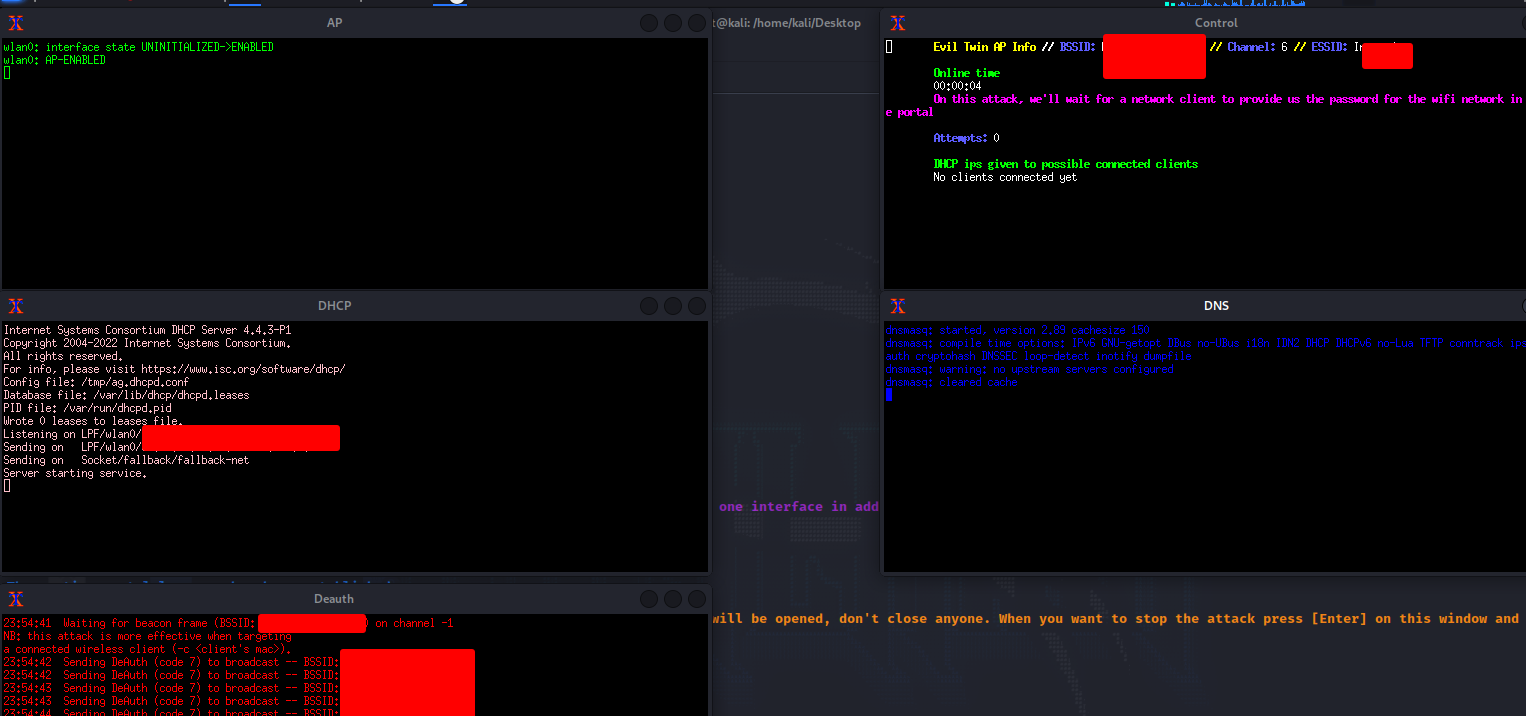 AP
wlan0: interface state UNINITIALIZED->ENABLED
wlan0: AP-ENABLED
t@kali: /home/kali/Desktop
Control
Evil Twin AP Info // BSSID: // Channel: 6 // ESSID: In
Online time
00:00:04
On this attack, we'll wait for a network client to provide us the password for the wifi network in
e portal
Attempts: 0
DHCP ips given to possible connected clients
No clients connected yet
DHCP
Internet Systems Consortium DHCP Server 4.4.3-P1
Copyright 2004-2022 Internet Systems Consortium.
All rights reserved.
For info, please visit https://www.isc.org/software/dhcp/
Config file: /tmp/ag.dhcpd.conf
Database file: /var/lib/dhcp/dhcpd.leases
PID file: /var/run/dhcpd.pid
Wrote 0 leases to leases file.
Listening on LPF/wlan0/
Sending on   LPF/wlan0/
Sending on   Socket/fallback/fallback-net
Server starting service.
DNS
dnsmasq: started, version 2.89 cachesize 150
dnsmasq: compile time options: IPv6 GNU-getopt DBus no-UBus i18n IDN2 DHCP DHCPv6 no-Lua TFTP conntrack ips
auth cryptohash DNSSEC loop-detect inotify dumpfile
dnsmasq: warning: no upstream servers configured
dnsmasq: cleared cache
one interface in add
will be opened, don't close anyone. When you want to stop the attack press [Enter] on this window and
Deauth
23:54:41  Waiting for beacon frame (BSSID: ) on channel -1
NB: this attack is more effective when targeting
a connected wireless client (-c <client's mac>).
23:54:42  Sending DeAuth (code 7) to broadcast -- BSSID:
23:54:42  Sending DeAuth (code 7) to broadcast -- BSSID:
23:54:43  Sending DeAuth (code 7) to broadcast -- BSSID:
23:54:43  Sending DeAuth (code 7) to broadcast -- BSSID:
23:54:44  Sending DeAuth (code 7) to broadcast -- BSSID: